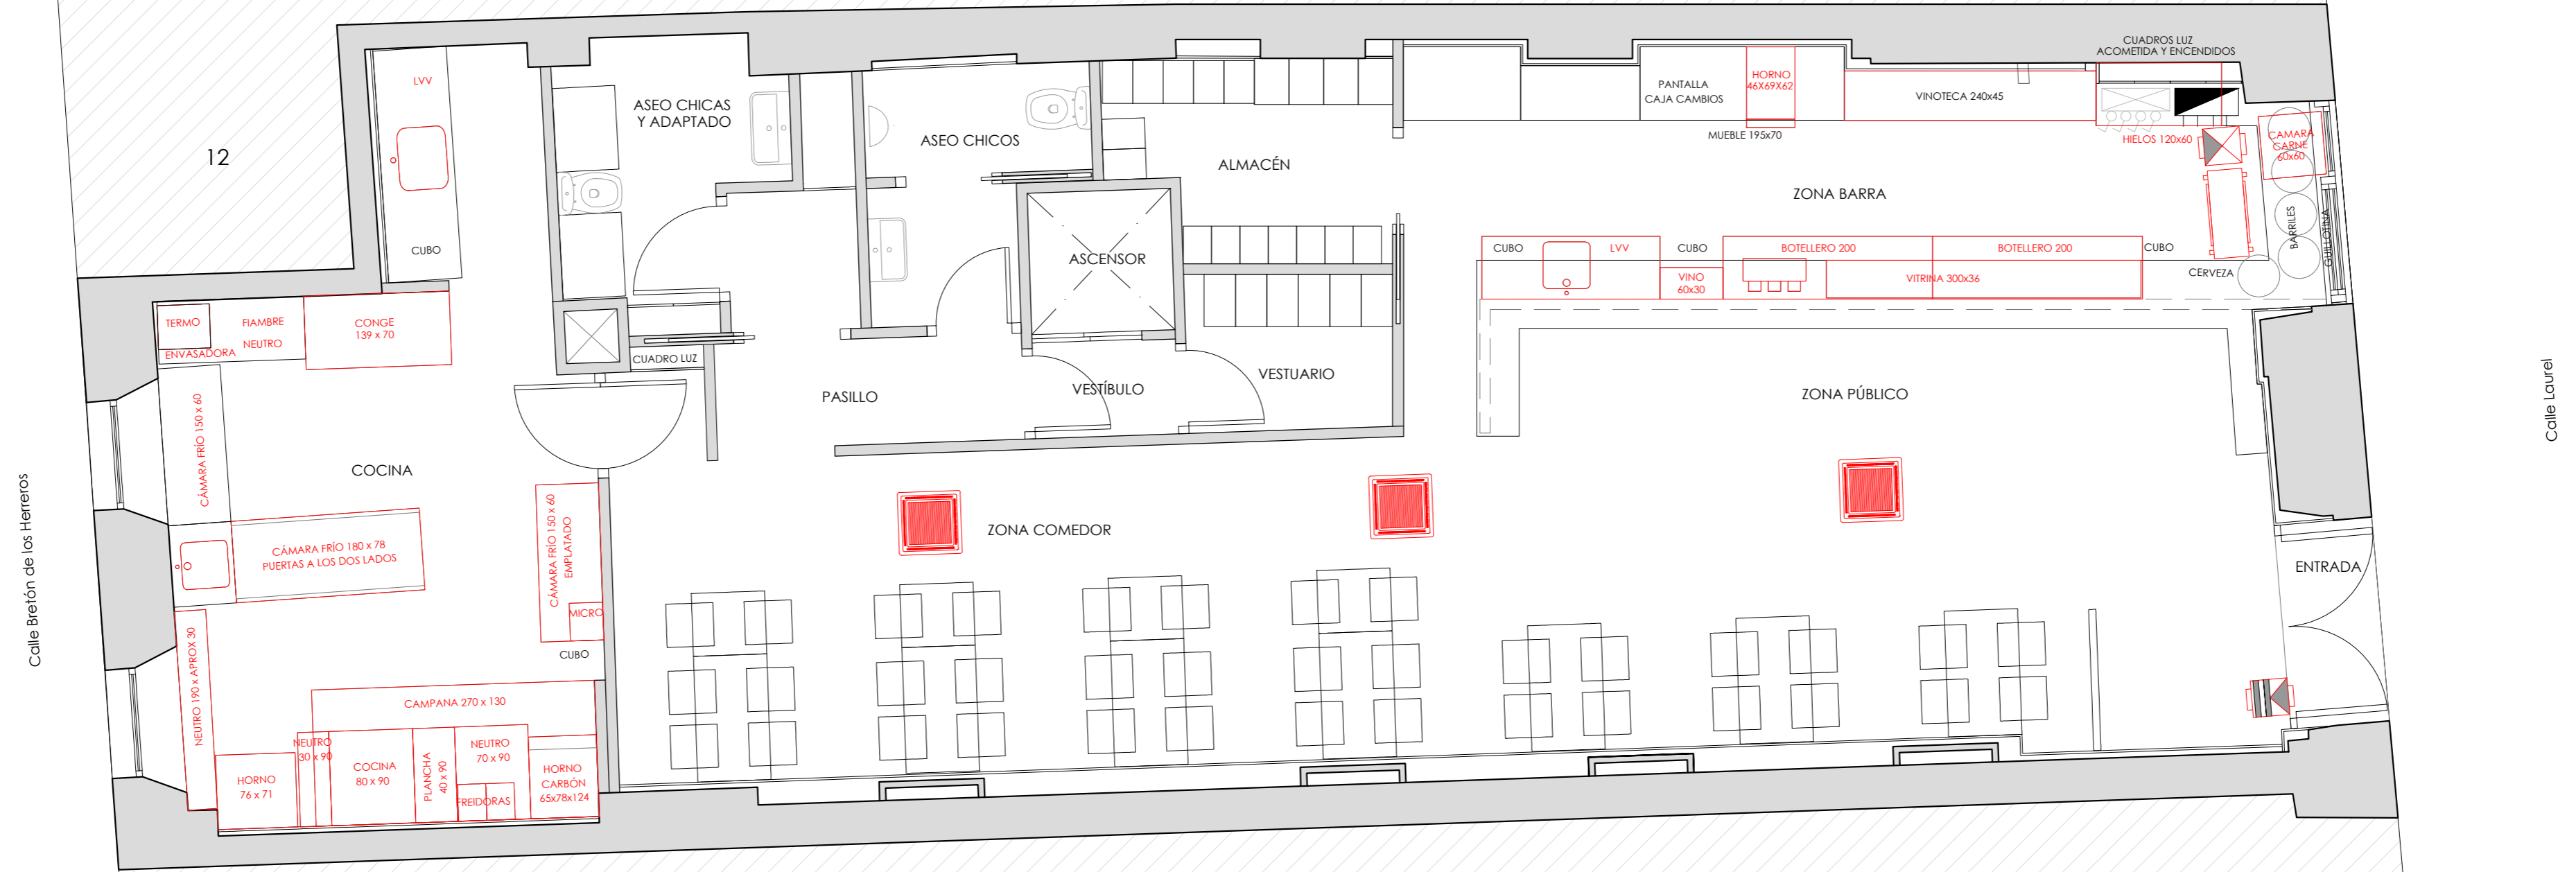 12
Calle Bretón de los Herreros
Calle Laurel
LVV
CUBO
TERMO
FIAMBRE
NEUTRO
ENVASADORA
CONGE
139 x 70
CÁMARA FRÍO 150 x 60
COCINA
CÁMARA FRÍO 180 x 78
PUERTAS A LOS DOS LADOS
CÁMARA FRÍO 150 x 60
EMPLATADO
MICRO
CUBO
NEUTRO 190 x APROX 30
CAMPANA 270 x 130
HORNO
76 x 71
NEUTRO
30 x 90
COCINA
80 x 90
PLANCHA
40 x 90
NEUTRO
70 x 90
FREIDORAS
HORNO
CARBÓN
65x78x124
ASEO CHICAS
Y ADAPTADO
CUADRO LUZ
PASILLO
ASEO CHICOS
ASCENSOR
VESTÍBULO
ALMACÉN
VESTUARIO
ZONA COMEDOR
PANTALLA
CAJA CAMBIOS
HORNO
46X69X62
MUEBLE 195x70
VINOTECA 240x45
CUADROS LUZ
ACOMETIDA Y ENCENDIDOS
HIELOS 120x60
CAMARA
CARNE
60x60
ZONA BARRA
BARRILES
GUILLOTINA
CUBO
LVV
CUBO
BOTELLERO 200
BOTELLERO 200
CUBO
VINO
60x30
VITRINA 300x36
CERVEZA
ZONA PÚBLICO
ENTRADA